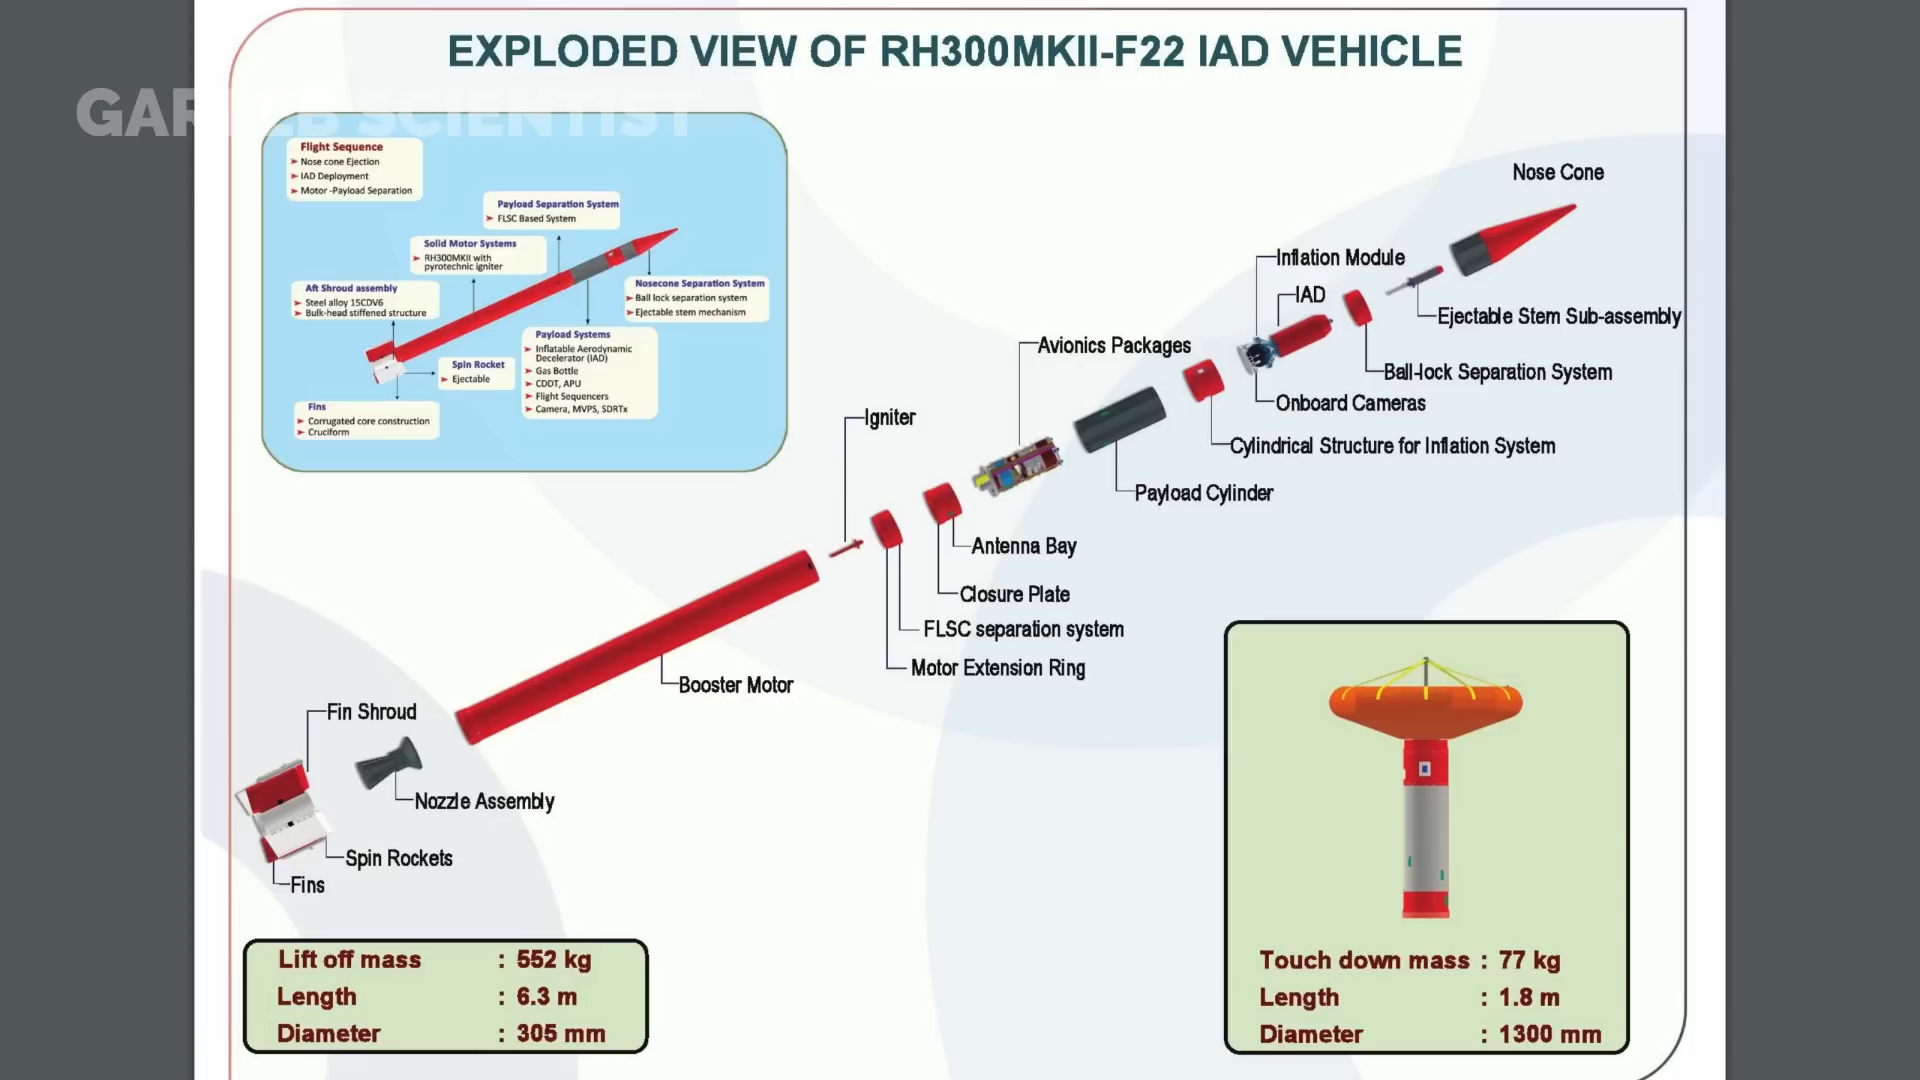 EXPLODED VIEW OF RH300MKII-F22 IAD VEHICLE
Flight Sequence
Nose cone Ejection
IAD Deployment
Motor -Payload Separation
Payload Separation System
FLSC Based System
Solid Motor Systems
RH300MKII with
pyrotechnic igniter
Aft Shroud assembly
Steel alloy 15CDV6
Bulk-head stiffened structure
Nosecone Separation System
Ball lock separation system
Ejectable stem mechanism
Payload Systems
Inflatable Aerodynamic
Decelerator (IAD)
Gas Bottle
CDDT, APU
Flight Sequencers
Camera, MVPS, SDRTx
Spin Rocket
Ejectable
Fins
Corrugated core construction
Cruciform
Nose Cone
Inflation Module
IAD
Ejectable Stem Sub-assembly
Avionics Packages
Ball-lock Separation System
Onboard Cameras
Igniter
Cylindrical Structure for Inflation System
Payload Cylinder
Antenna Bay
Closure Plate
FLSC separation system
Motor Extension Ring
Booster Motor
Fin Shroud
Nozzle Assembly
Spin Rockets
Fins
Lift off mass : 552 kg
Length : 6.3 m
Diameter : 305 mm
Touch down mass : 77 kg
Length : 1.8 m
Diameter : 1300 mm
SCIENTIST